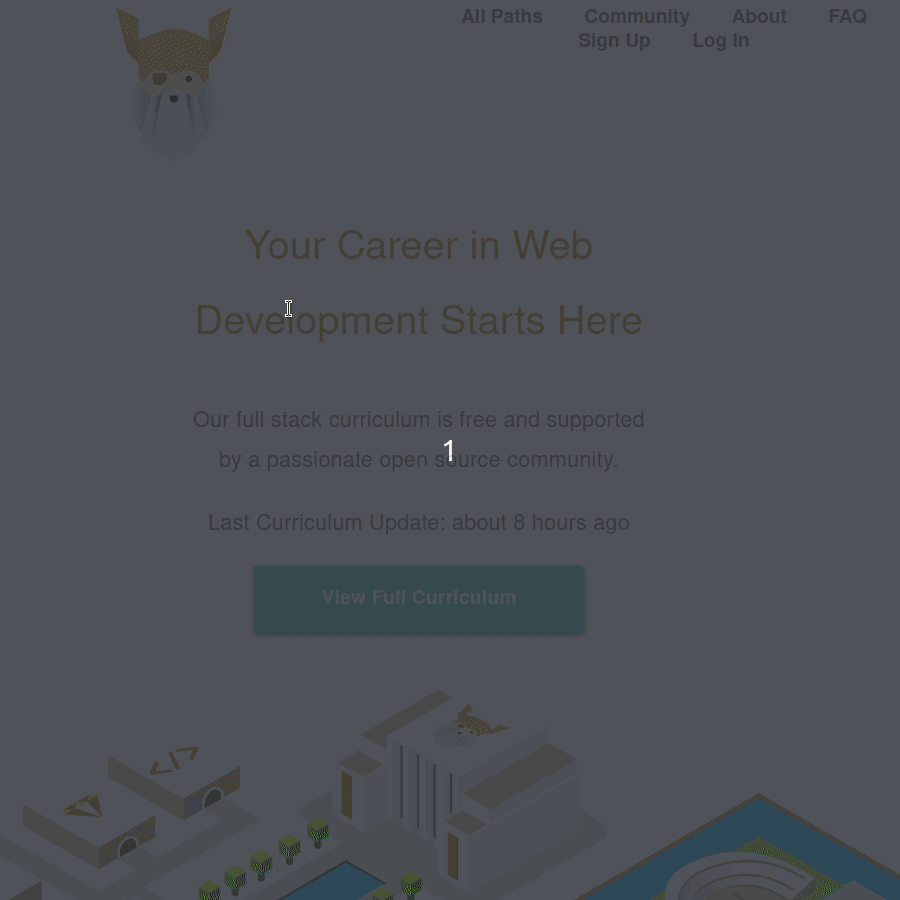 All Paths Community About FAQ
Sign Up Log In
Your Career in Web
Development Starts Here
Our full stack curriculum is free and supported
1
by a passionate open source community.
Last Curriculum Update: about 8 hours ago
View Full Curriculum
</>